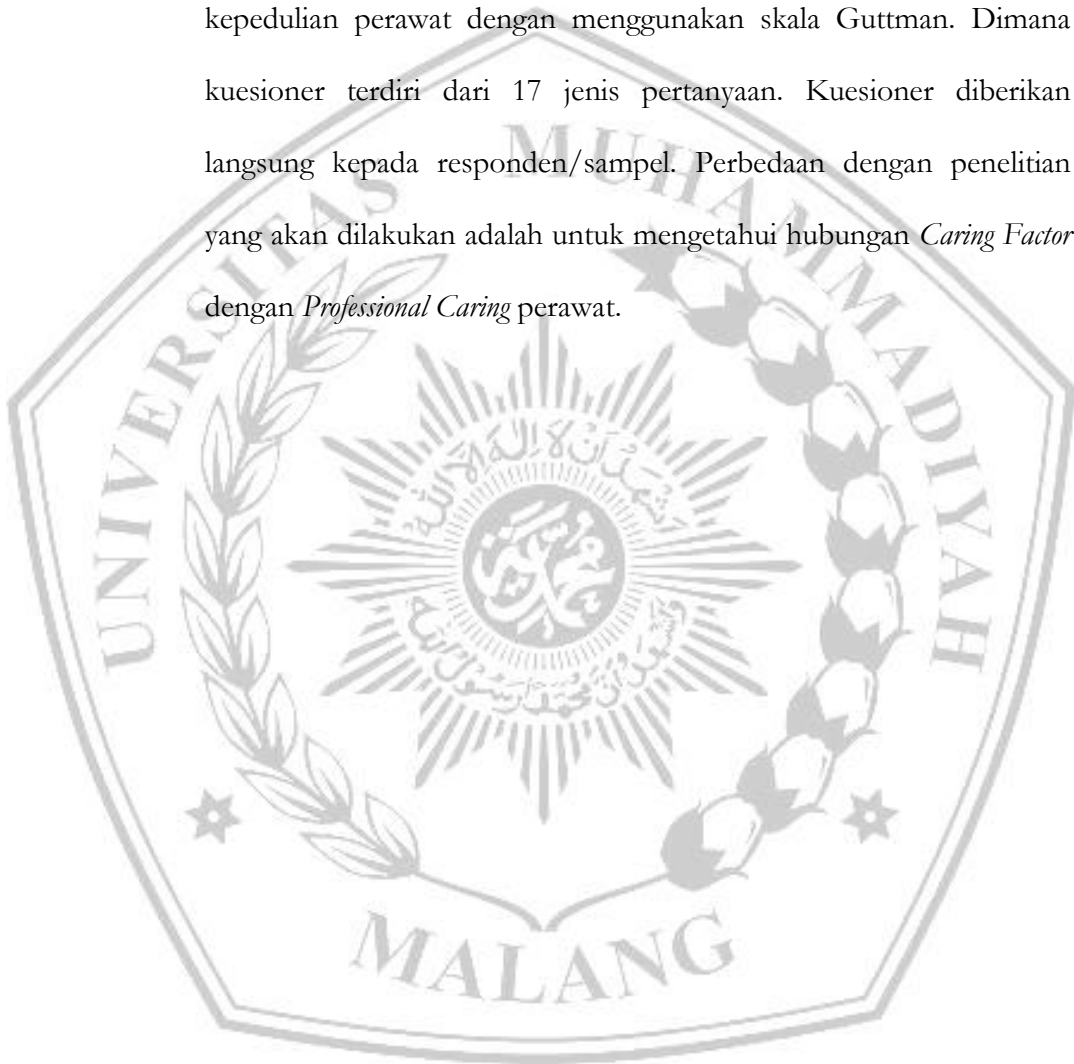 kepedulian perawat dengan menggunakan skala Guttman. Dimana
kuesioner terdiri dari 17 jenis pertanyaan. Kuesioner diberikan
langsung kepada responden/sampel. Perbedaan dengan penelitian
yang akan dilakukan adalah untuk mengetahui hubungan Caring Factor
dengan Professional Caring perawat.
UNIVERSITAS MUHAMMADIYAH
MALANG